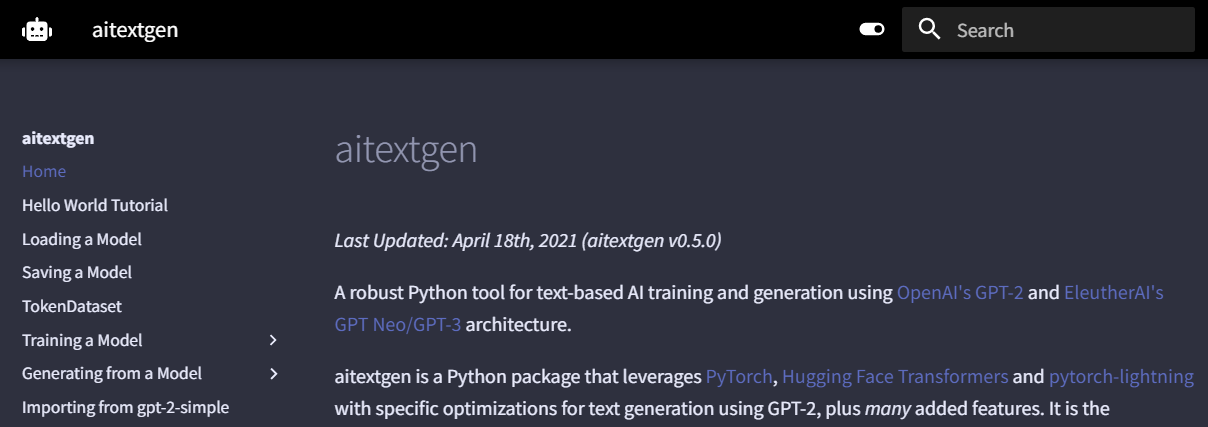 aitextgen
Search
aitextgen
Home
Hello World Tutorial
Loading a Model
Saving a Model
TokenDataset
Training a Model
Generating from a Model
Importing from gpt-2-simple
aitextgen
Last Updated: April 18th, 2021 (aitextgen v0.5.0)
A robust Python tool for text-based AI training and generation using OpenAI's GPT-2 and EleutherAI's
GPT Neo/GPT-3 architecture.
aitextgen is a Python package that leverages PyTorch, Hugging Face Transformers and pytorch-lightning
with specific optimizations for text generation using GPT-2, plus many added features. It is the